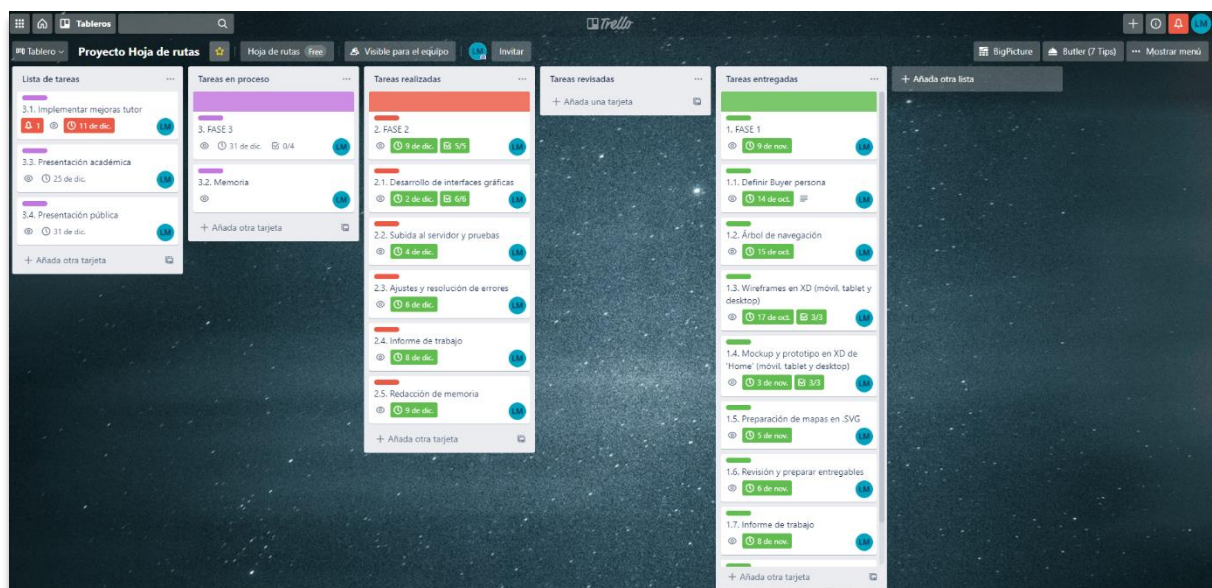 Tableros
Trello
LM
Tablero
Proyecto Hoja de rutas
Hoja de rutas Free
Visible para el equipo
LM
Invitar
BigPicture
Butler (7 Tips)
Mostrar menú
Lista de tareas
3.1. Implementar mejoras tutor
1
11 de dic.
LM
3.3. Presentación académica
25 de dic.
LM
3.4. Presentación pública
31 de dic.
LM
+ Añada otra tarjeta
Tareas en proceso
3. FASE 3
31 de dic.
0/4
LM
3.2. Memoria
LM
+ Añada otra tarjeta
Tareas realizadas
2. FASE 2
9 de dic.
5/5
LM
2.1. Desarrollo de interfaces gráficas
2 de dic.
6/6
LM
2.2. Subida al servidor y pruebas
4 de dic.
LM
2.3. Ajustes y resolución de errores
6 de dic.
LM
2.4. Informe de trabajo
8 de dic.
LM
2.5. Redacción de memoria
9 de dic.
LM
+ Añada otra tarjeta
Tareas revisadas
+ Añada una tarjeta
Tareas entregadas
1. FASE 1
9 de nov.
LM
1.1. Definir Buyer persona
14 de oct.
LM
1.2. Árbol de navegación
15 de oct.
LM
1.3. Wireframes en XD (móvil, tablet y
desktop)
17 de oct.
3/3
LM
1.4. Mockup y prototipo en XD de
'Home' (móvil, tablet y desktop)
3 de nov.
3/3
LM
1.5. Preparación de mapas en .SVG
5 de nov.
LM
1.6. Revisión y preparar entregables
6 de nov.
LM
1.7. Informe de trabajo
8 de nov.
LM
+ Añada otra tarjeta
+ Añada otra lista